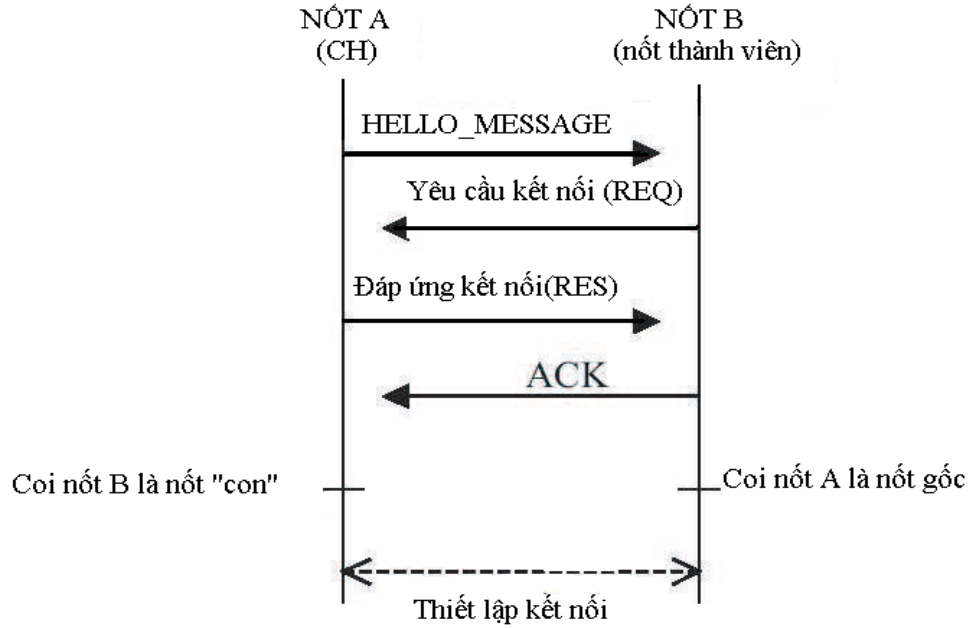 NỐT A
(CH)
NỐT B
(nốt thành viên)
HELLO_MESSAGE
Yêu cầu kết nối (REQ)
Đáp ứng kết nối(RES)
ACK
Coi nốt B là nốt "con"
Coi nốt A là nốt gốc
Thiết lập kết nối